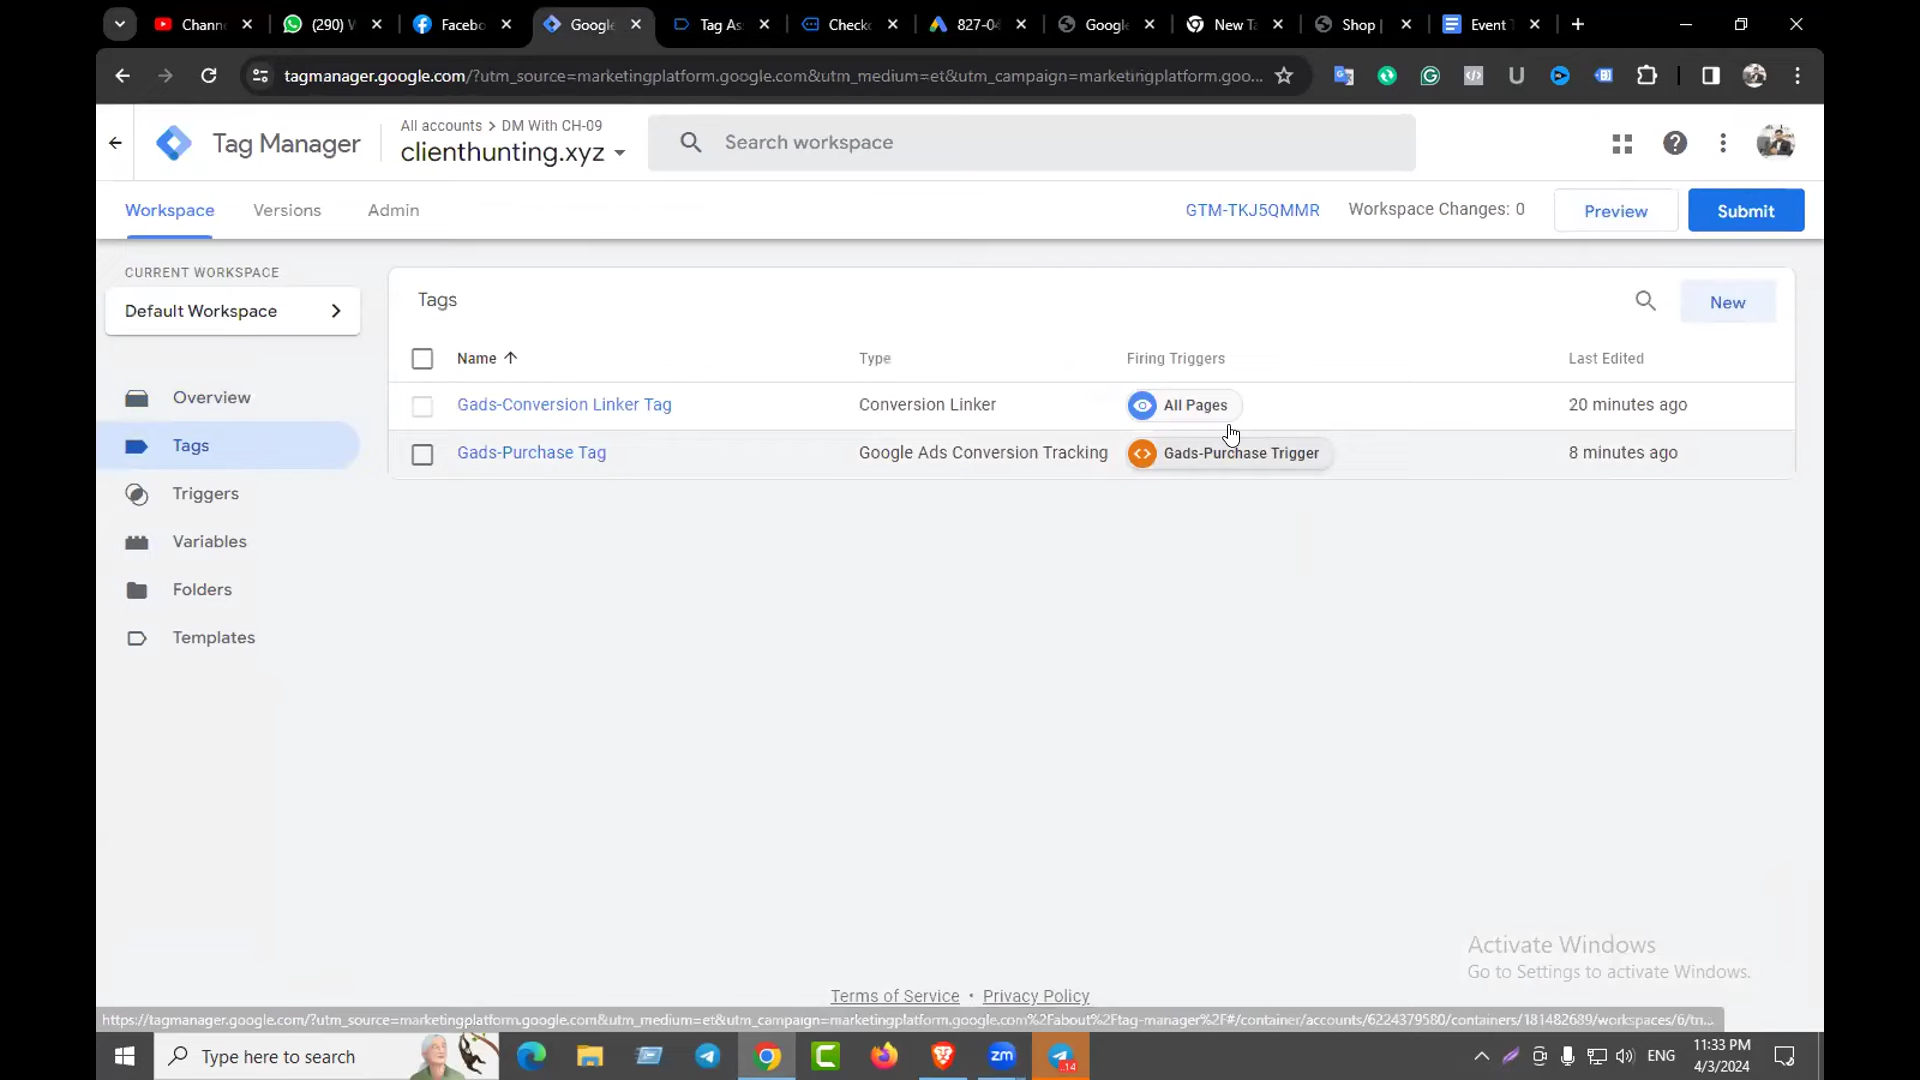 Chann
(290) W
Facebo
Google
Tag As
Checko
827-04
Google
New Ta
Shop |
Event T
tagmanager.google.com/?utm_source=marketingplatform.google.com&utm_medium=et&utm_campaign=marketingplatform.goo...
Tag Manager
All accounts > DM With CH-09
clienthunting.xyz
Search workspace
Workspace
Versions
Admin
GTM-TKJ5QMMR
Workspace Changes: 0
Preview
Submit
CURRENT WORKSPACE
Default Workspace
Overview
Tags
Triggers
Variables
Folders
Templates
Tags
New
Name
Type
Firing Triggers
Last Edited
Gads-Conversion Linker Tag
Conversion Linker
All Pages
20 minutes ago
Gads-Purchase Tag
Google Ads Conversion Tracking
Gads-Purchase Trigger
8 minutes ago
Activate Windows
Go to Settings to activate Windows.
Terms of Service • Privacy Policy
https://tagmanager.google.com/?utm_source=marketingplatform.google.com&utm_medium=et&utm_campaign=marketingplatform.google.com%2Fabout%2Ftag-manager%2F#/container/accounts/6224379580/containers/181482689/workspaces/6/tri...
Type here to search
zm
14
ENG
11:33 PM
4/3/2024